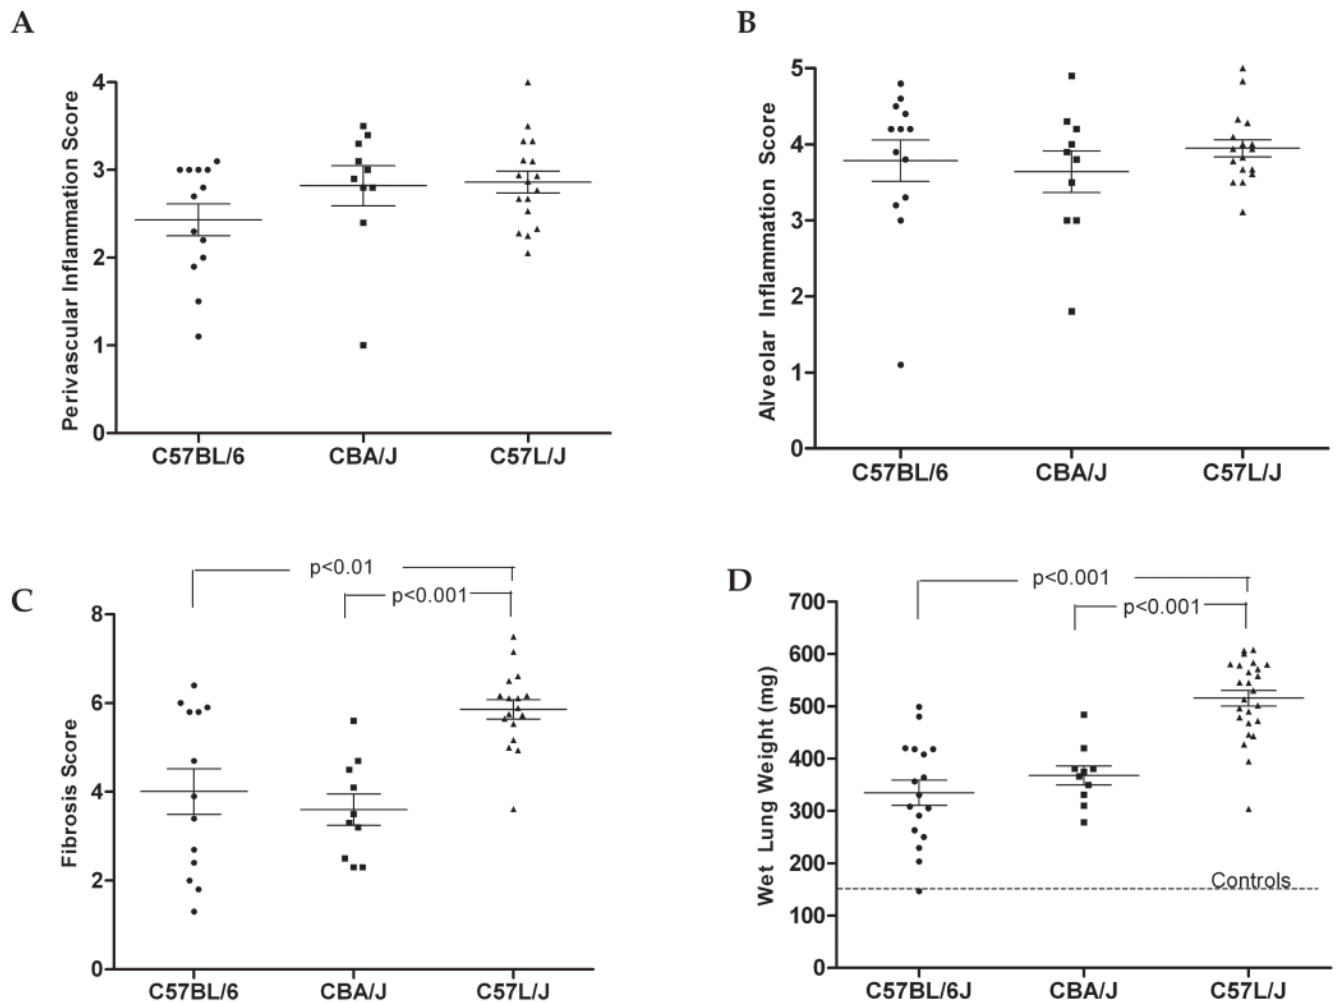 A
Perivascular Inflammation Score
4
3
2
1
0
C57BL/6 CBA/J C57L/J
B
Alveolar Inflammation Score
5
4
3
2
1
0
C57BL/6 CBA/J C57L/J
C
p<0.01
p<0.001
Fibrosis Score
8
6
4
2
0
C57BL/6 CBA/J C57L/J
D
p<0.001
p<0.001
Wet Lung Weight (mg)
700
600
500
400
300
200
100
0
Controls
C57BL/6J CBA/J C57L/J